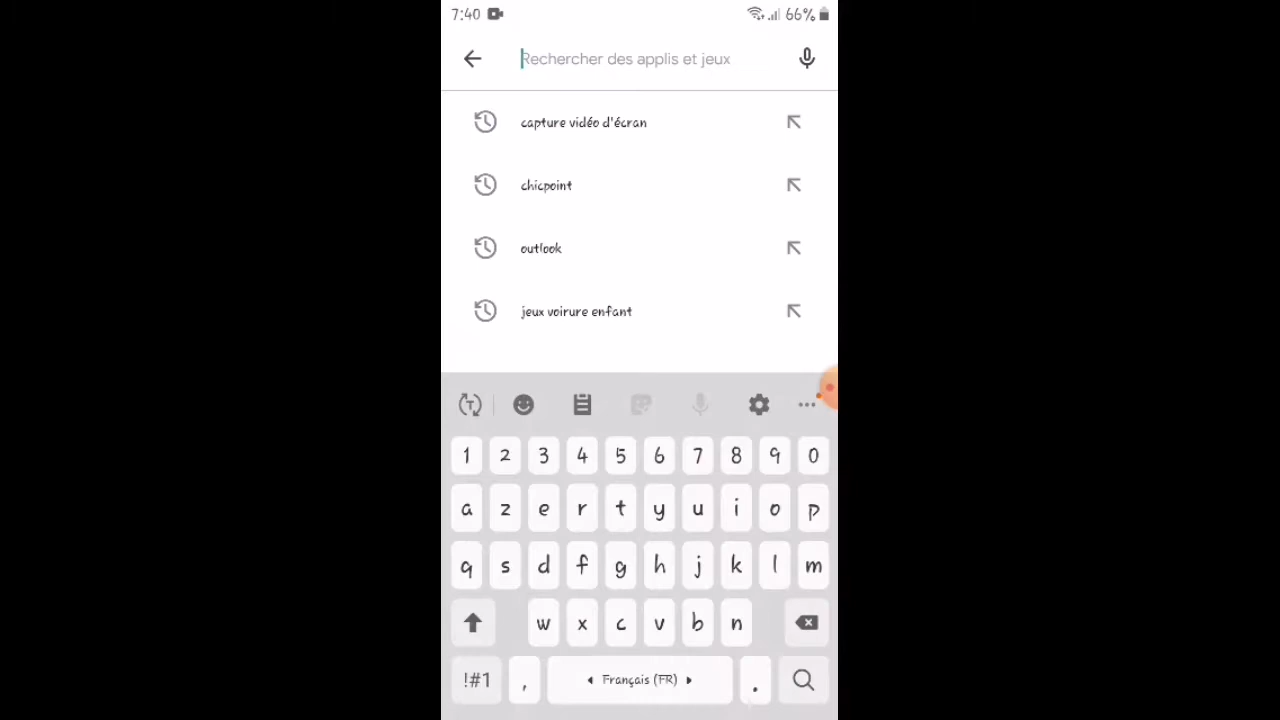 7:40 66%
Rechercher des applis et jeux
capture vidéo d'écran
chicpoint
outlook
jeux voirure enfant
1 2 3 4 5 6 7 8 9 0
a z e r t y u i o p
q s d f g h j k l m
w x c v b n
!#1 , Français (FR) .